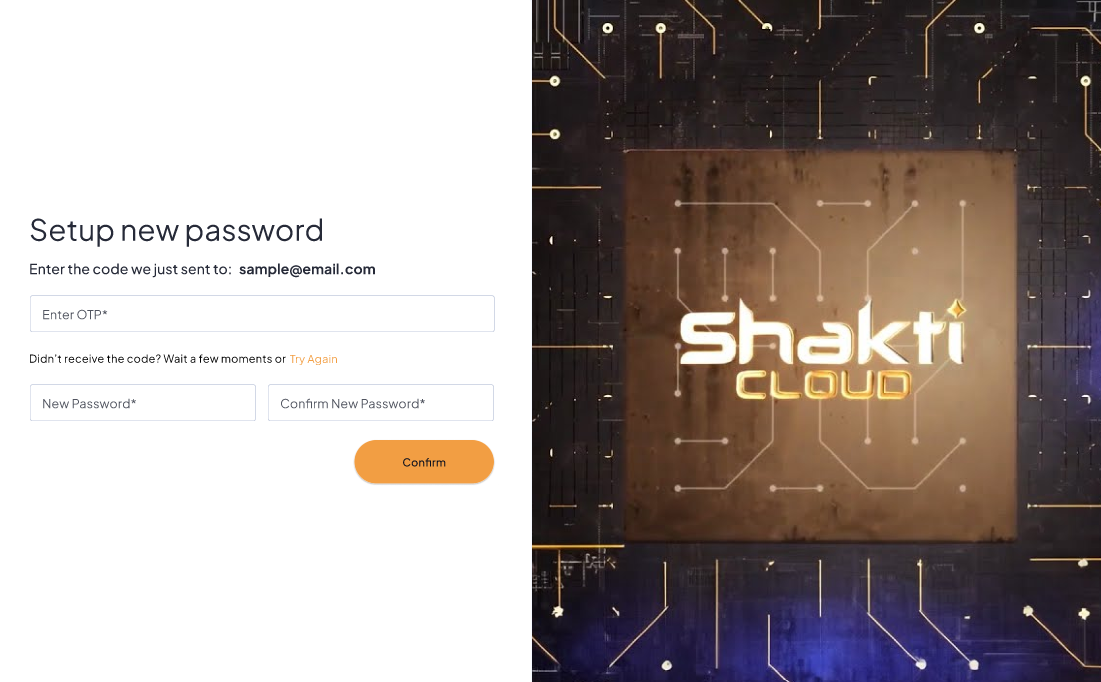 Setup new password
Enter the code we just sent to: sample@email.com
Enter OTP*
Didn't receive the code? Wait a few moments or Try Again
New Password*
Confirm New Password*
Confirm
Shakti
CLOUD